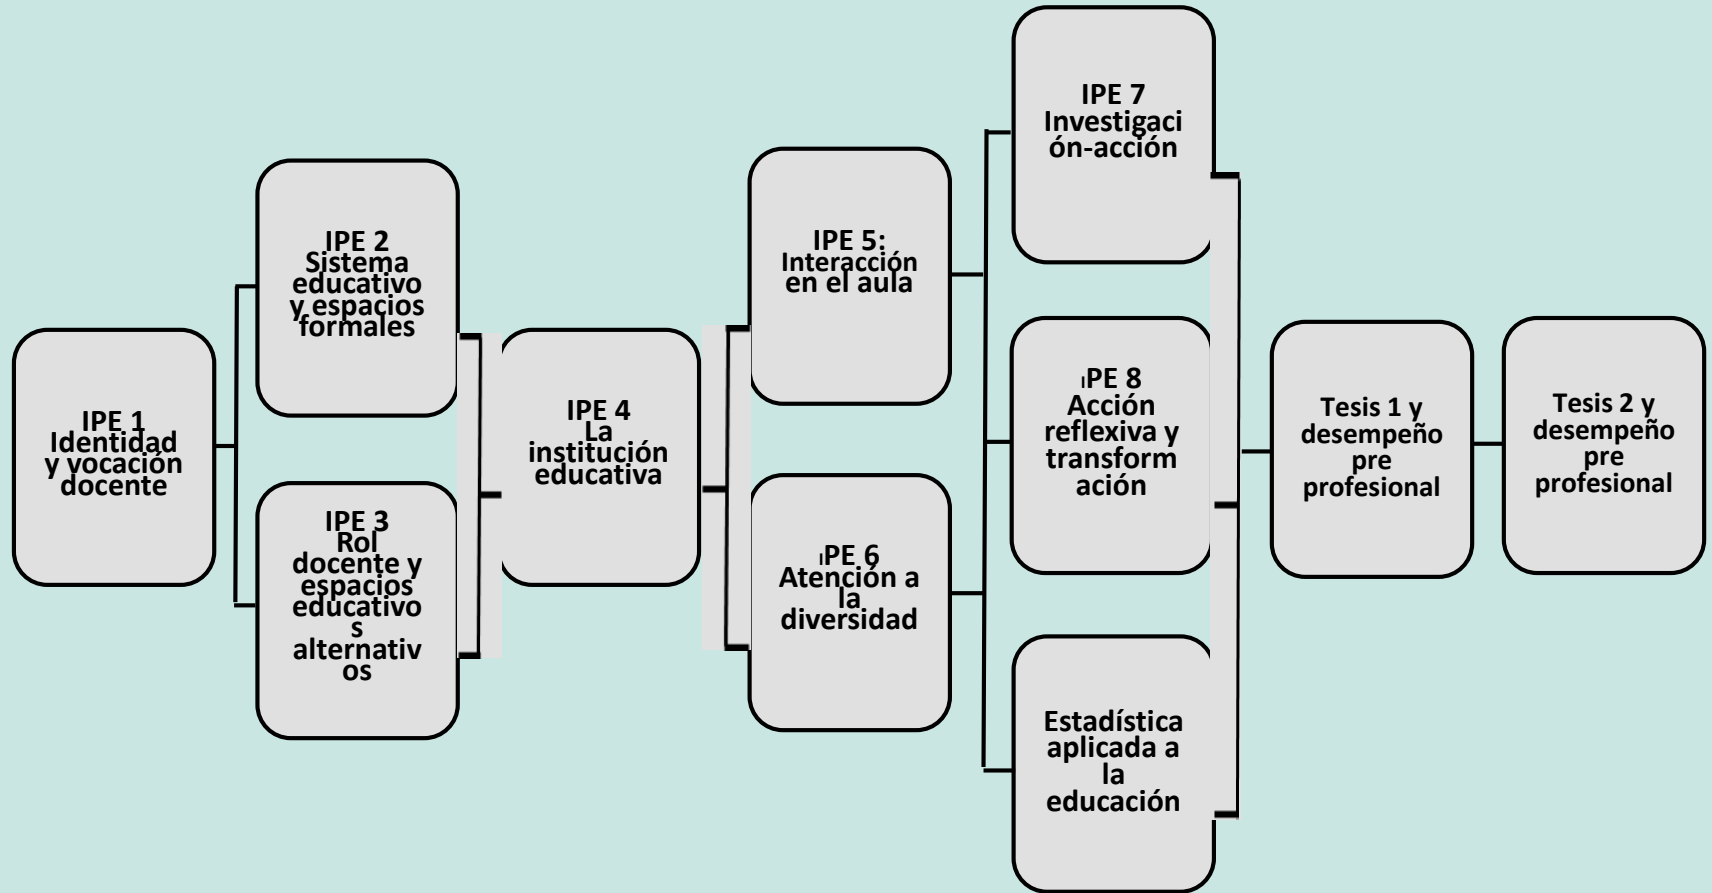 IPE 1
Identidad
y vocación
docente
IPE 2
Sistema
educativo
y espacios
formales
IPE 3
Rol
docente y
espacios
educativo
s
alternativ
os
IPE 4
La
institución
educativa
IPE 5:
Interacción
en el aula
IPE 6
Atención a
la
diversidad
IPE 7
Investigaci
ón-acción
IPE 8
Acción
reflexiva y
transform
ación
Estadística
aplicada a
la
educación
Tesis 1 y
desempeño
pre
profesional
Tesis 2 y
desempeño
pre
profesional